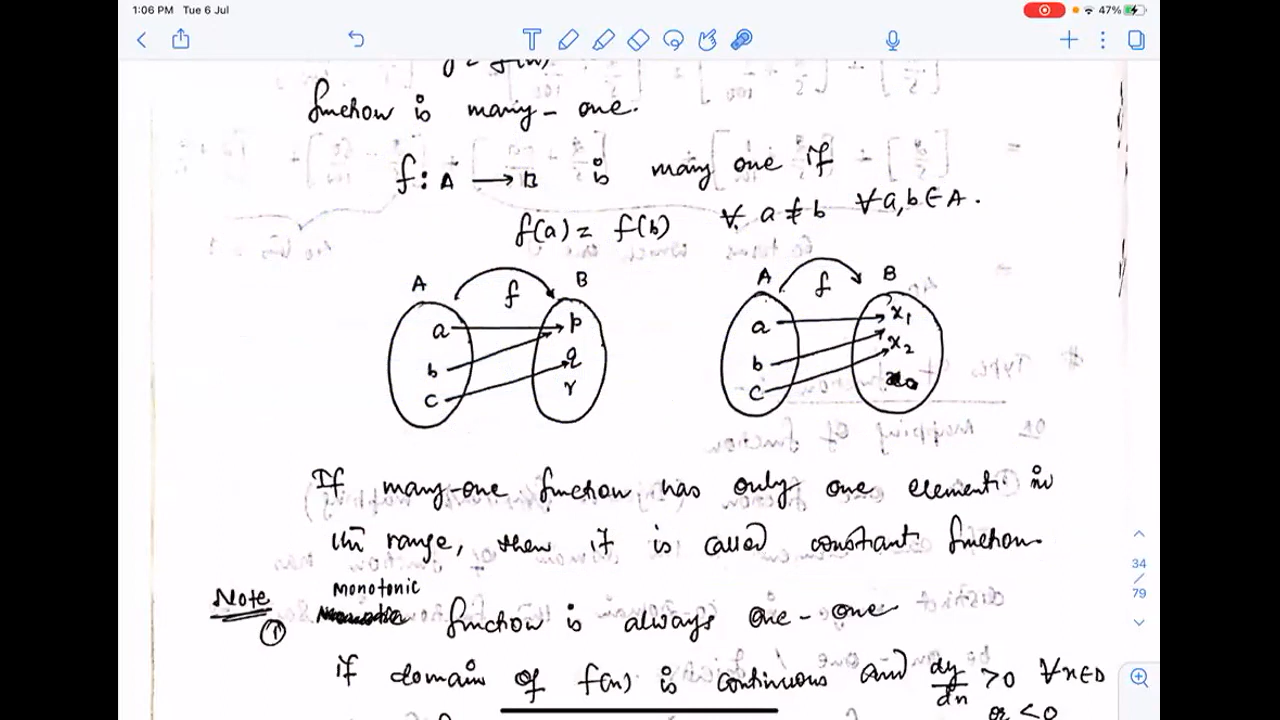 1:06 PM Tue 6 Jul
47%
function is many - one.
f : A → B is many one if
f(a) = f(b) ∀ a ≠ b ∀ a, b ∈ A.
A f B
a p
b q
c r
A f B
a x₁
b x₂
c
If many-one function has only one element in
the range, then it is called constant function.
Note
① monotonic function is always one - one
if domain of f(x) is continuous and dy/dx > 0 ∀ x ∈ D
or < 0
34
/
79